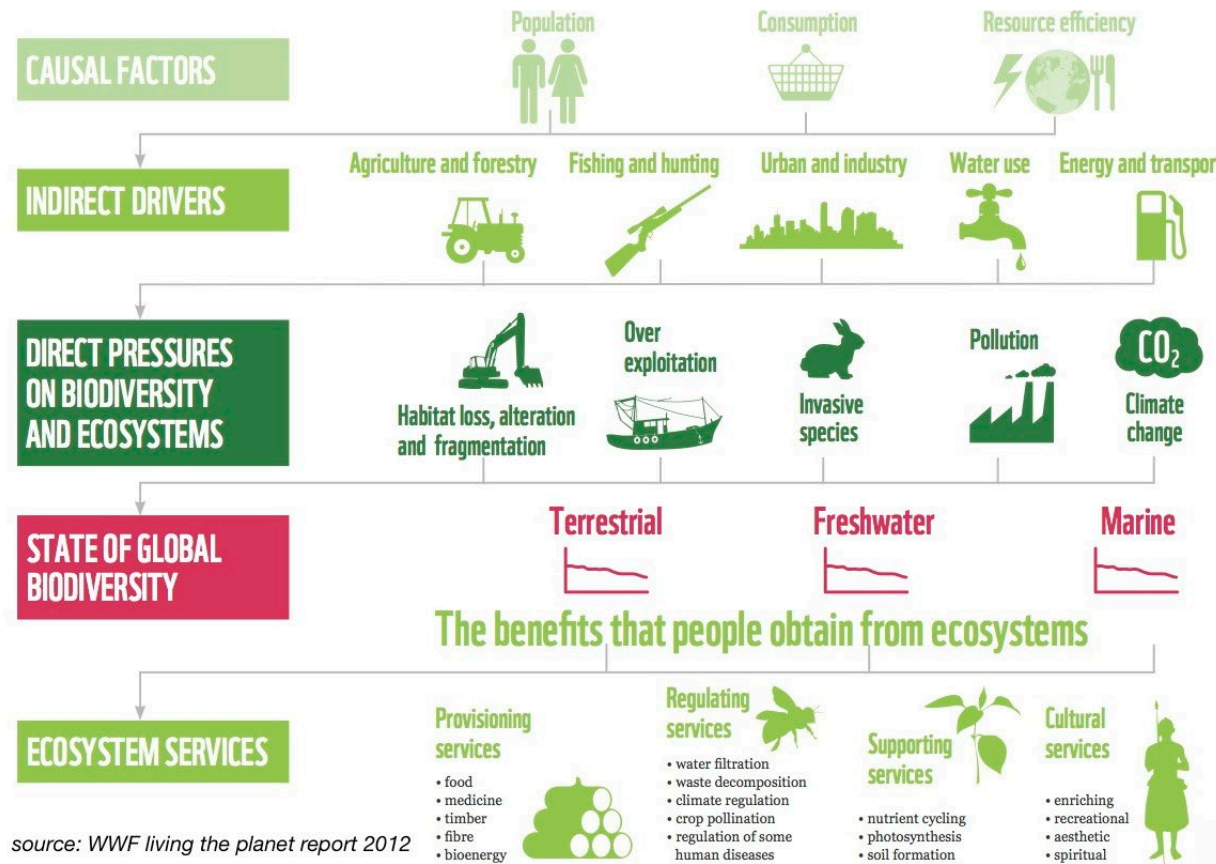 Population
Consumption
Resource efficiency
CAUSAL FACTORS
Agriculture and forestry
Fishing and hunting
Urban and industry
Water use
Energy and transpor
INDIRECT DRIVERS
DIRECT PRESSURES
ON BIODIVERSITY
AND ECOSYSTEMS
Habitat loss, alteration
and fragmentation
Over
exploitation
Invasive
species
Pollution
CO2
Climate
change
STATE OF GLOBAL
BIODIVERSITY
Terrestrial
Freshwater
Marine
The benefits that people obtain from ecosystems
ECOSYSTEM SERVICES
Provisioning
services
• food
• medicine
• timber
• fibre
• bioenergy
Regulating
services
• water filtration
• waste decomposition
• climate regulation
• crop pollination
• regulation of some
human diseases
Supporting
services
• nutrient cycling
• photosynthesis
• soil formation
Cultural
services
• enriching
• recreational
• aesthetic
• spiritual
source: WWF living the planet report 2012